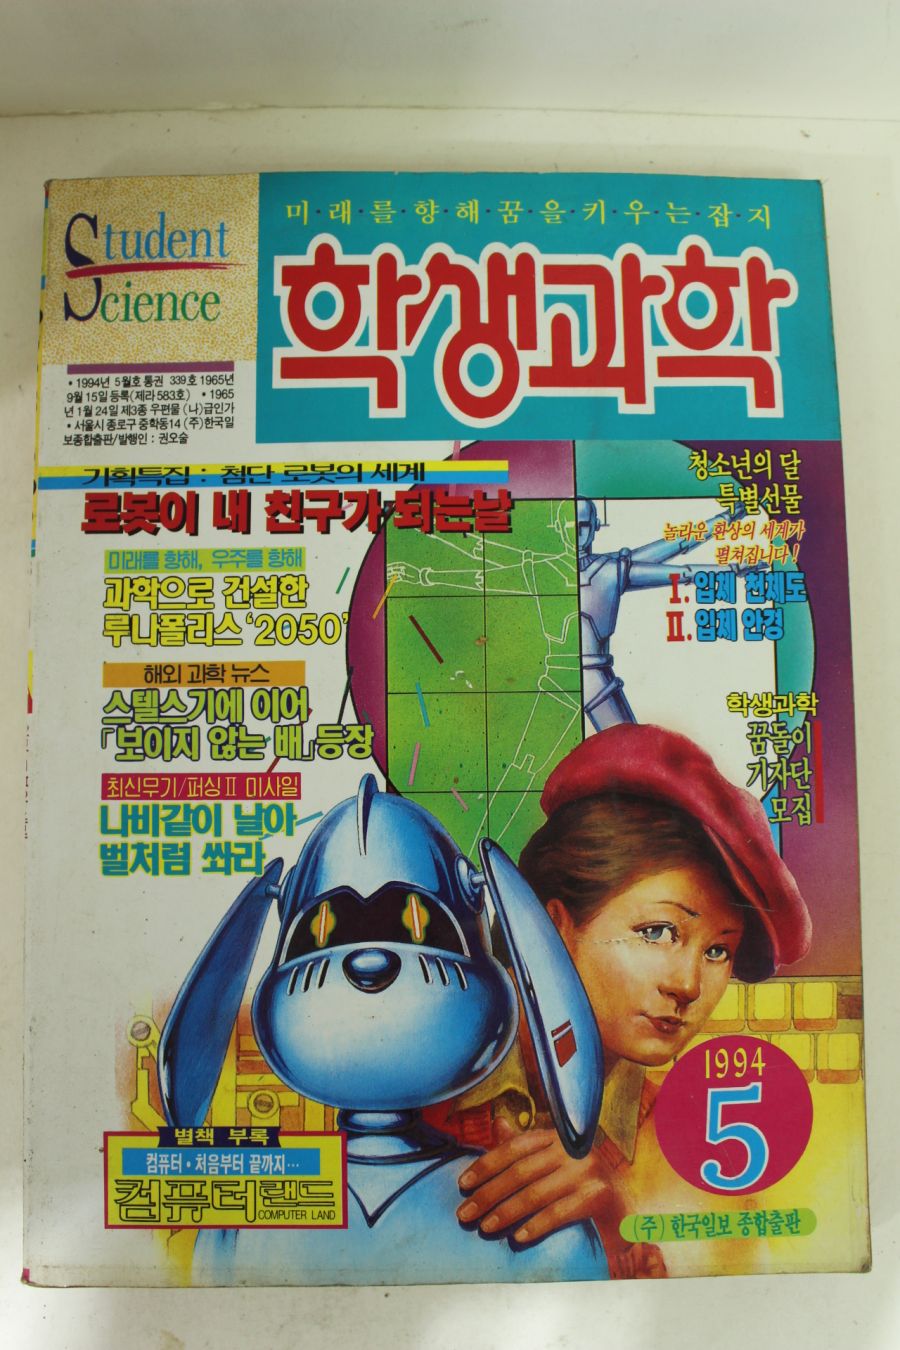 Student
Science
미·래·를·향·해·꿈·을·키·우·는·잡·지
학생과학
• 1994년 5월호 통권 339호 1965년
9월 15일 등록(제라583호) • 1965
년 1월 24일 제3종 우편물 (나)급인가
• 서울시 종로구 중학동14 (주)한국일
보종합출판/발행인 : 권오술
기획특집 : 첨단 로봇의 세계
로봇이 내 친구가 되는날
미래를 향해, 우주를 향해
과학으로 건설한
루나폴리스 '2050'
해외 과학 뉴스
스텔스기에 이어
「보이지 않는 배」등장
최신무기/퍼싱Ⅱ 미사일
나비같이 날아
벌처럼 쏴라
청소년의 달
특별선물
놀라운 환상의 세계가
펼쳐집니다!
Ⅰ. 입체 천체도
Ⅱ. 입체 안경
학생과학
꿈돌이
기자단
모집
1994
5
(주) 한국일보 종합출판
별책 부록
컴퓨터·처음부터 끝까지…
컴퓨터랜드
COMPUTER LAND